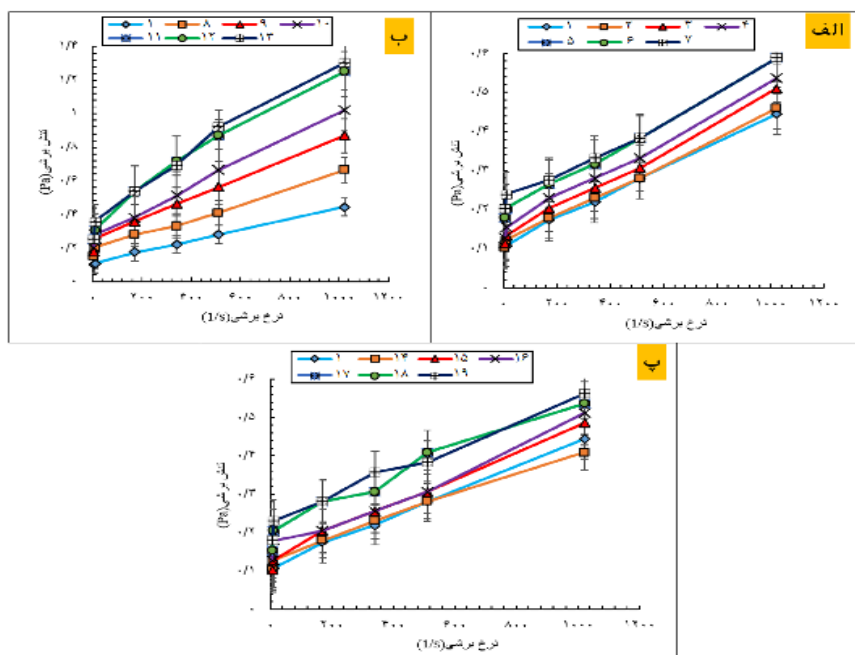 الف
۱ ۲ ۳ ۴
۵ ۶ ۷
۰/۶
۰/۵
۰/۴
۰/۳
۰/۲
۰/۱
۰
تنش برشی(Pa)
۰ ۲۰۰ ۴۰۰ ۶۰۰ ۸۰۰ ۱۰۰۰ ۱۲۰۰
نرخ برشی(1/s)
ب
۱ ۸ ۹ ۱۰
۱۱ ۱۲ ۱۳
۱/۴
۱/۲
۱
۰/۸
۰/۶
۰/۴
۰/۲
۰
تنش برشی(Pa)
۰ ۲۰۰ ۴۰۰ ۶۰۰ ۸۰۰ ۱۰۰۰ ۱۲۰۰
نرخ برشی(1/s)
پ
۱ ۱۴ ۱۵ ۱۶
۱۷ ۱۸ ۱۹
۰/۶
۰/۵
۰/۴
۰/۳
۰/۲
۰/۱
۰
تنش برشی(Pa)
۰ ۲۰۰ ۴۰۰ ۶۰۰ ۸۰۰ ۱۰۰۰ ۱۲۰۰
نرخ برشی(1/s)